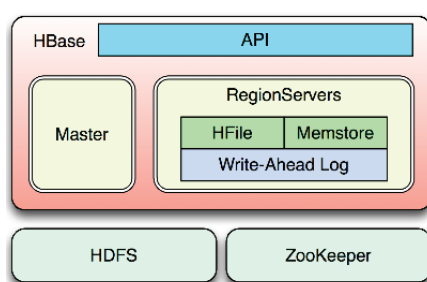 HBase API
RegionServers
Master
HFile Memstore
Write-Ahead Log
HDFS ZooKeeper